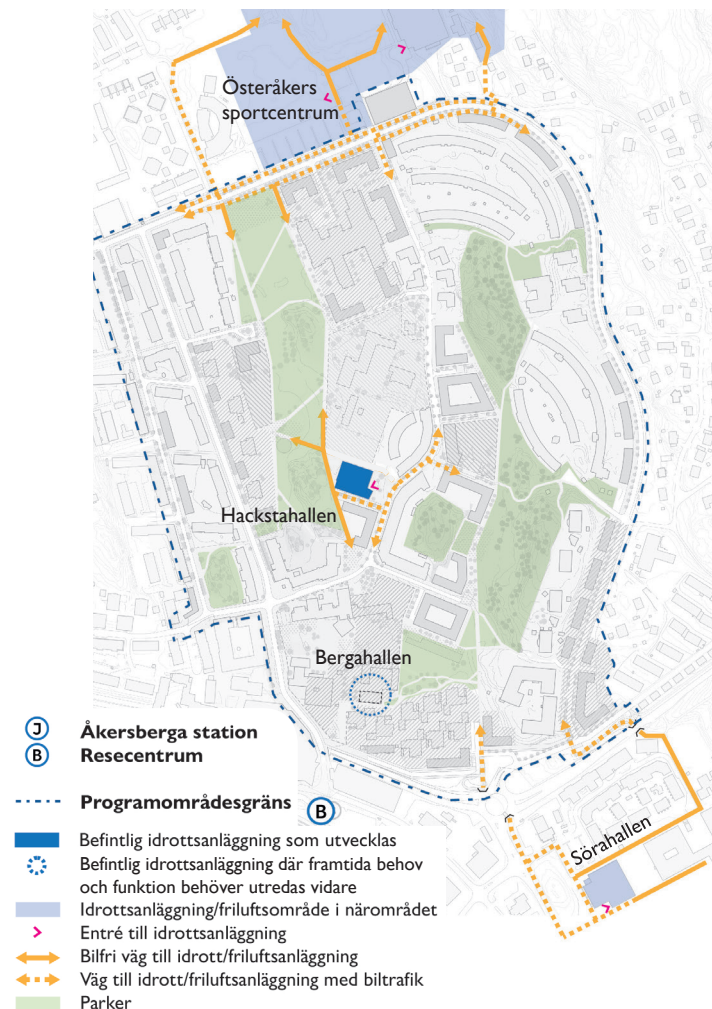 Österåkers
sportcentrum
Hackstahallen
Bergahallen
Sörahallen
J Åkersberga station
B Resecentrum
Programområdesgräns
B
Befintlig idrottsanläggning som utvecklas
Befintlig idrottsanläggning där framtida behov
och funktion behöver utredas vidare
Idrottsanläggning/friluftsområde i närområdet
Entré till idrottsanläggning
Bilfri väg till idrott/friluftsanläggning
Väg till idrott/friluftsanläggning med biltrafik
Parker